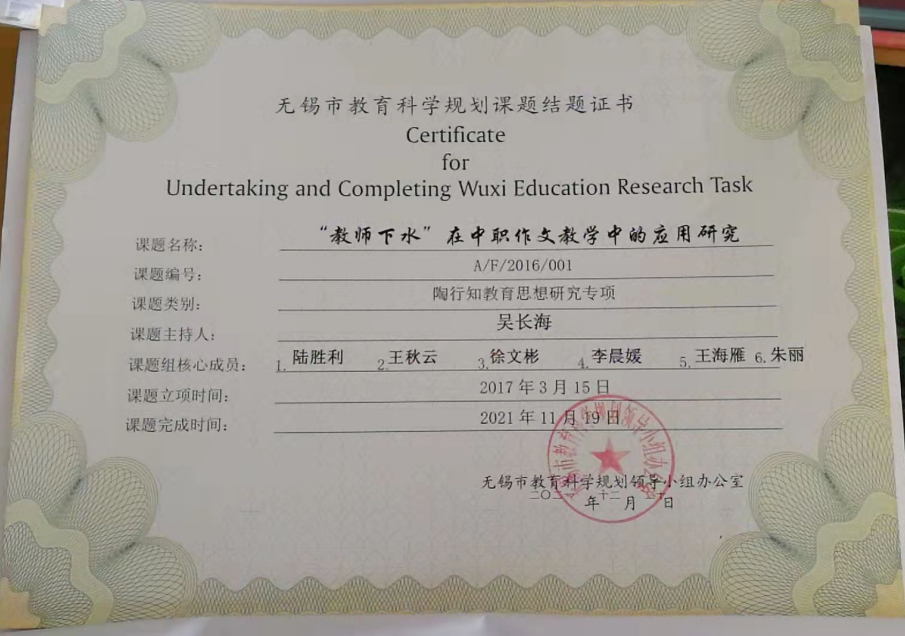 无锡市教育科学规划课题结题证书
Certificate
for
Undertaking and Completing Wuxi Education Research Task
课题名称： “教师下水”在中职作文教学中的应用研究
课题编号： A/F/2016/001
课题类别： 陶行知教育思想研究专项
课题主持人： 吴长海
课题组核心成员： 1.陆胜利 2.王秋云 3.徐文彬 4.李晨媛 5.王海雁 6.朱丽
课题立项时间： 2017年3月15日
课题完成时间： 2021年11月19日
无锡市教育科学规划领导小组办公室
二〇二 年 十二 月 日